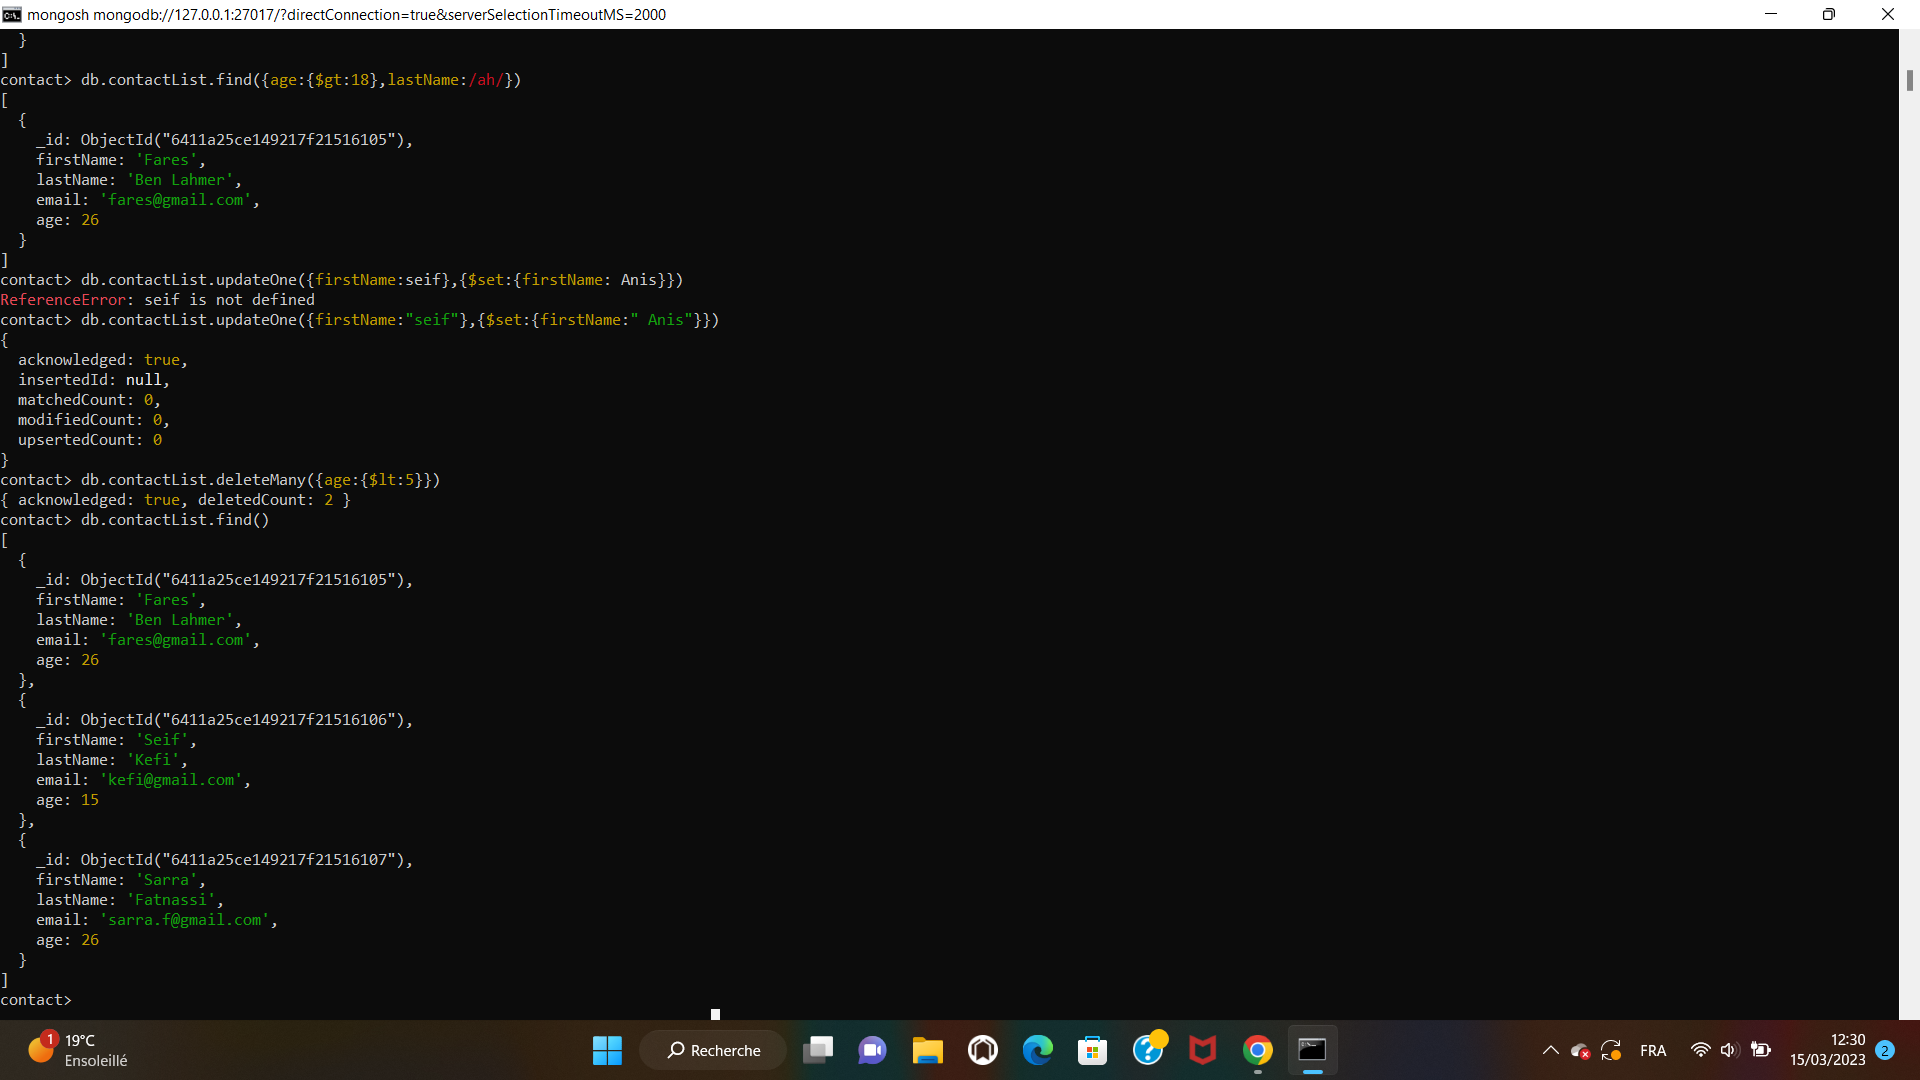 mongosh mongodb://127.0.0.1:27017/?directConnection=true&serverSelectionTimeoutMS=2000
  }
]
contact> db.contactList.find({age:{$gt:18},lastName:/ah/})
[
  {
    _id: ObjectId("6411a25ce149217f21516105"),
    firstName: 'Fares',
    lastName: 'Ben Lahmer',
    email: 'fares@gmail.com',
    age: 26
  }
]
contact> db.contactList.updateOne({firstName:seif},{$set:{firstName: Anis}})
ReferenceError: seif is not defined
contact> db.contactList.updateOne({firstName:"seif"},{$set:{firstName:" Anis"}})
{
  acknowledged: true,
  insertedId: null,
  matchedCount: 0,
  modifiedCount: 0,
  upsertedCount: 0
}
contact> db.contactList.deleteMany({age:{$lt:5}})
{ acknowledged: true, deletedCount: 2 }
contact> db.contactList.find()
[
  {
    _id: ObjectId("6411a25ce149217f21516105"),
    firstName: 'Fares',
    lastName: 'Ben Lahmer',
    email: 'fares@gmail.com',
    age: 26
  },
  {
    _id: ObjectId("6411a25ce149217f21516106"),
    firstName: 'Seif',
    lastName: 'Kefi',
    email: 'kefi@gmail.com',
    age: 15
  },
  {
    _id: ObjectId("6411a25ce149217f21516107"),
    firstName: 'Sarra',
    lastName: 'Fatnassi',
    email: 'sarra.f@gmail.com',
    age: 26
  }
]
contact>
1
19°C
Ensoleillé
Recherche
FRA
12:30
15/03/2023
2